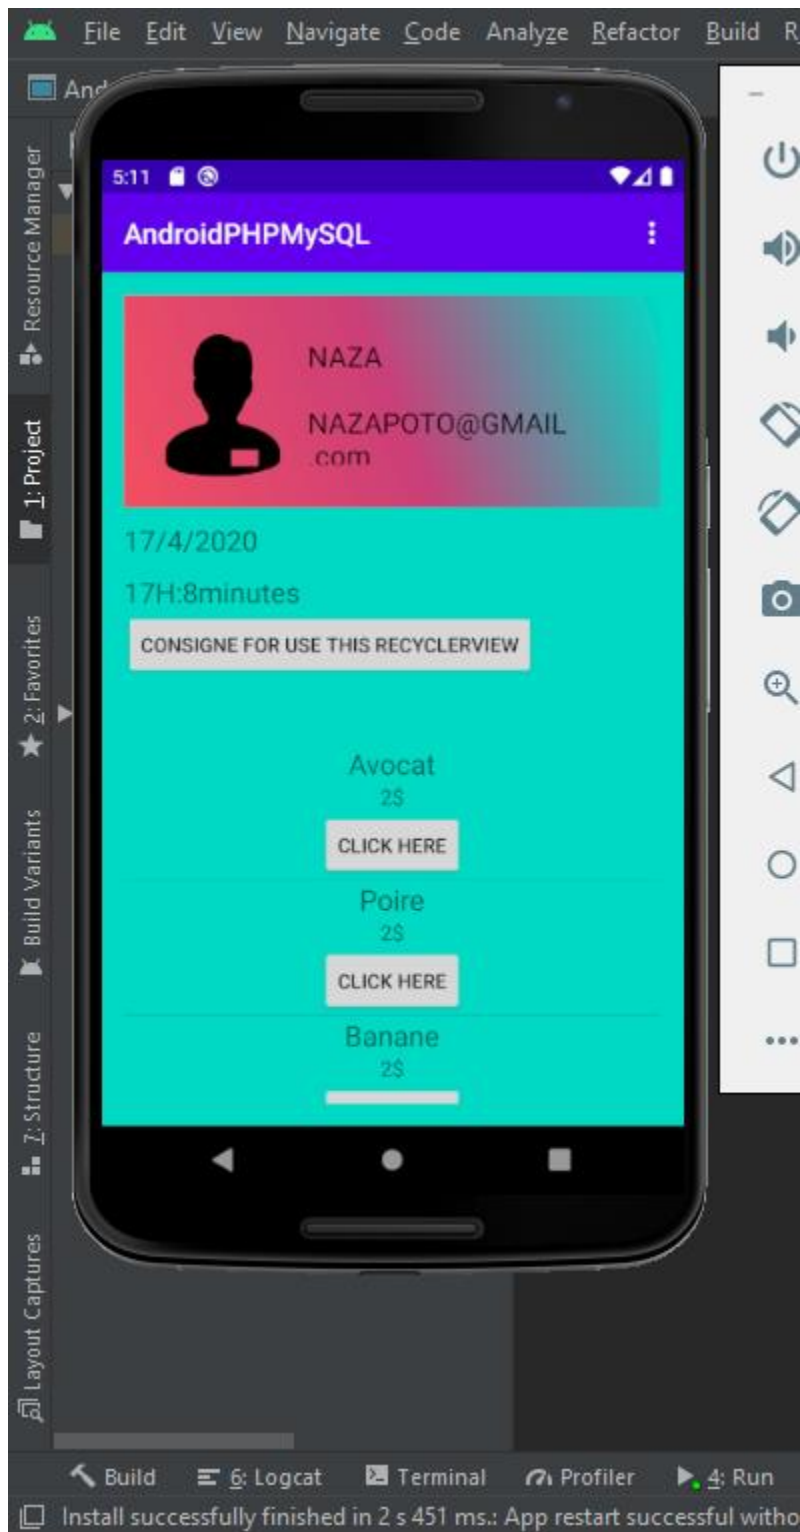 File Edit View Navigate Code Analyze Refactor Build
Resource Manager
1: Project
2: Favorites
Build Variants
7: Structure
Layout Captures
5:11
AndroidPHPMySQL
NAZA
NAZAPOTO@GMAIL
.com
17/4/2020
17H:8minutes
CONSIGNE FOR USE THIS RECYCLERVIEW
Avocat
2$
CLICK HERE
Poire
2$
CLICK HERE
Banane
2$
Build 6: Logcat Terminal Profiler 4: Run
Install successfully finished in 2 s 451 ms.: App restart successful witho